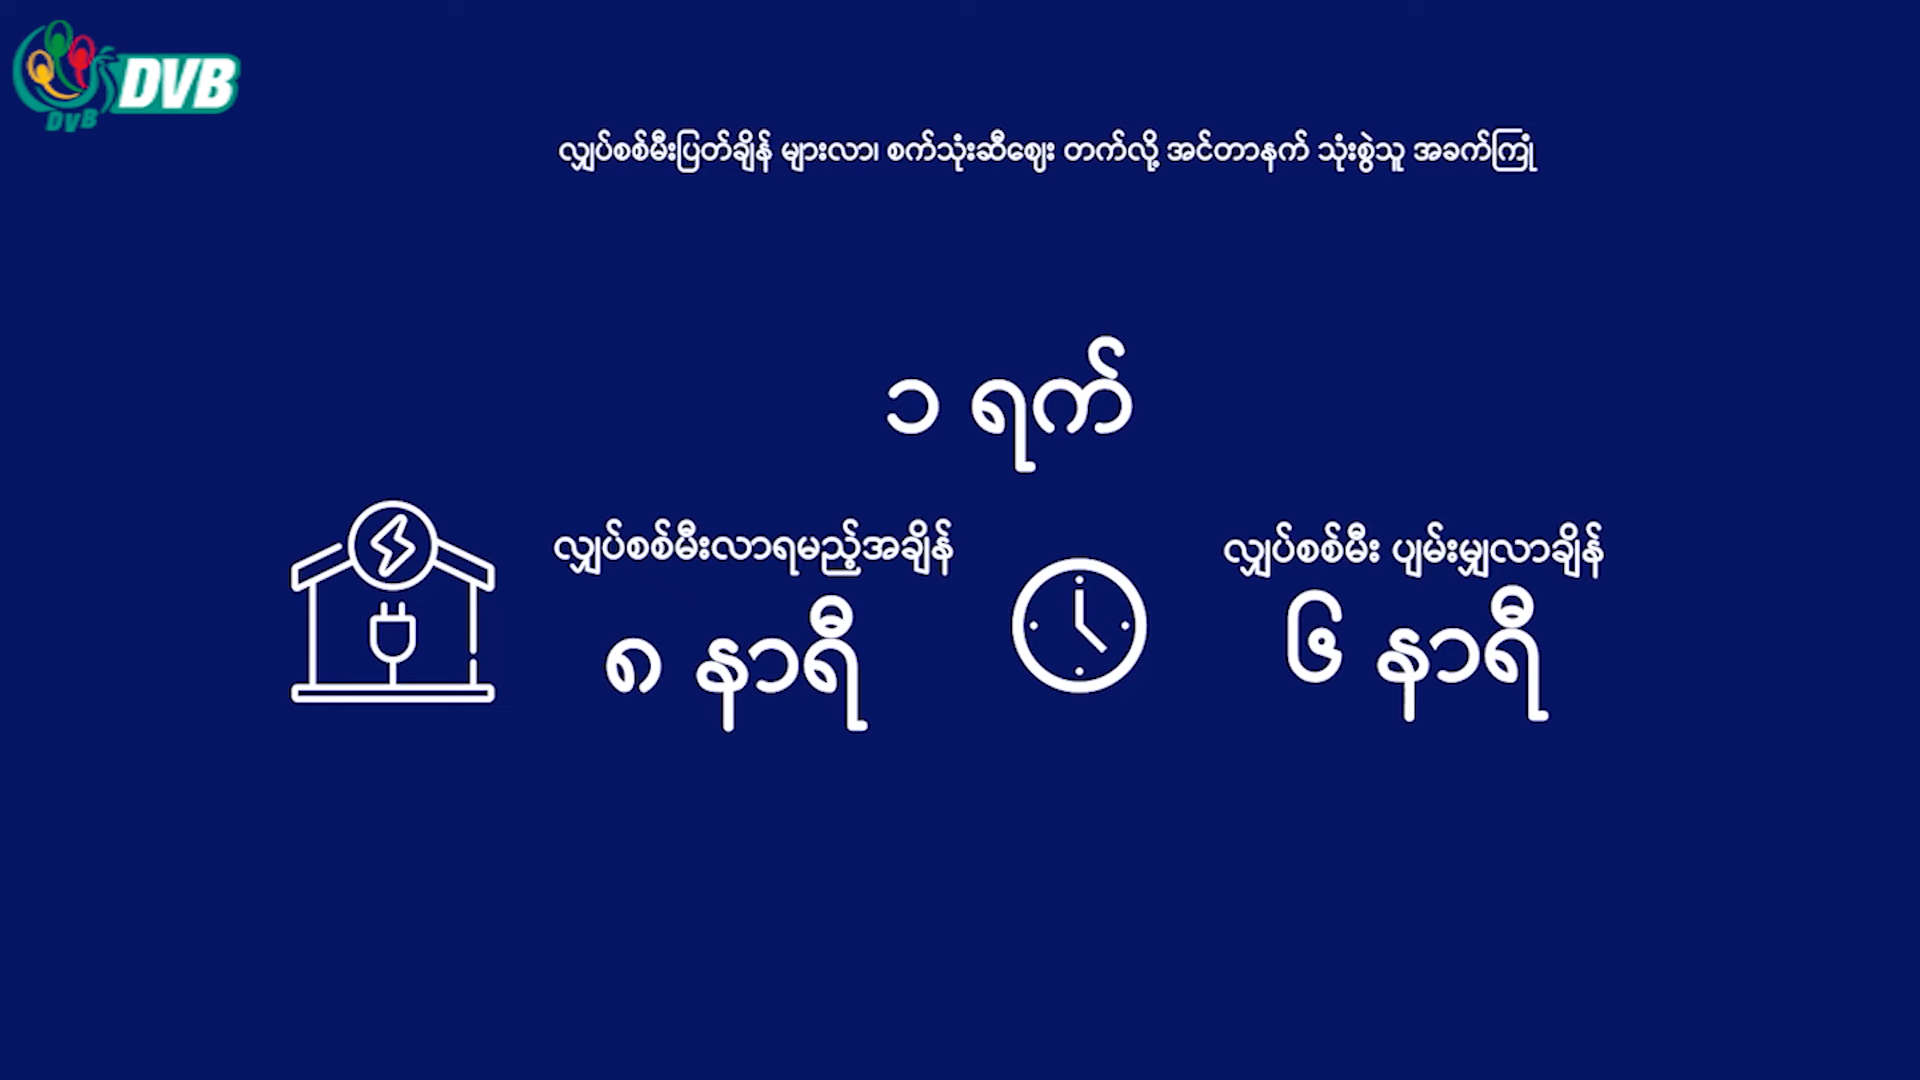 DVB
DVB
လျှပ်စစ်မီးပြတ်ချိန် များလာ၊ စက်သုံးဆီဈေး တက်လို့ အင်တာနက် သုံးစွဲသူ အခက်ကြုံ
၁ ရက်
လျှပ်စစ်မီးလာရမည့်အချိန်
၈ နာရီ
လျှပ်စစ်မီး ပျမ်းမျှလာချိန်
၆ နာရီ